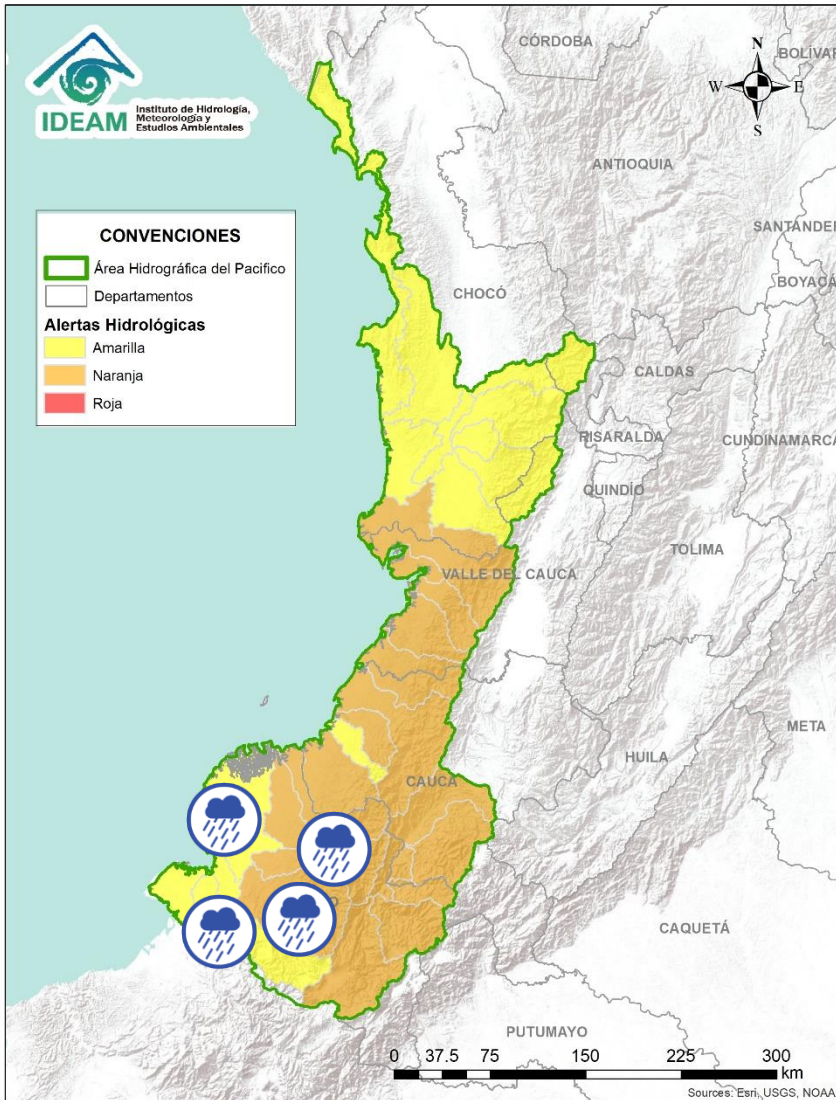 IDEAM
Instituto de Hidrología,
Meteorología y
Estudios Ambientales
CÓRDOBA
BOLÍVAR
N
W
E
S
ANTIOQUIA
SANTANDER
BOYACÁ
CONVENCIONES
Área Hidrográfica del Pacifico
Departamentos
Alertas Hidrológicas
Amarilla
Naranja
Roja
CHOCÓ
CALDAS
RISARALDA
CUNDINAMARCA
QUINDÍO
TOLIMA
VALLE DEL CAUCA
META
HUILA
CAUCA
CAQUETÁ
PUTUMAYO
0 37.5 75 150 225 300
km
Sources: Esri, USGS, NOAA